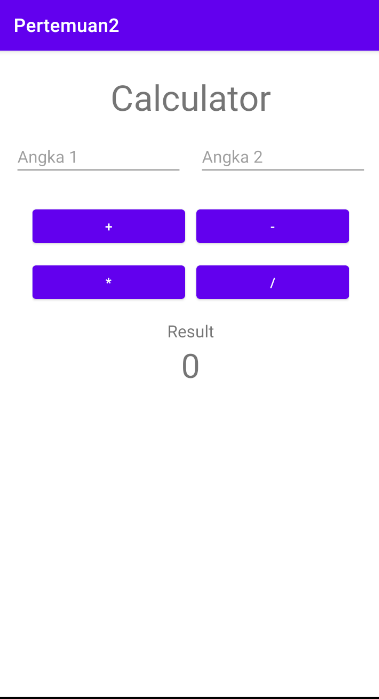 Pertemuan2
Calculator
Angka 1 Angka 2
+ -
* /
Result
0